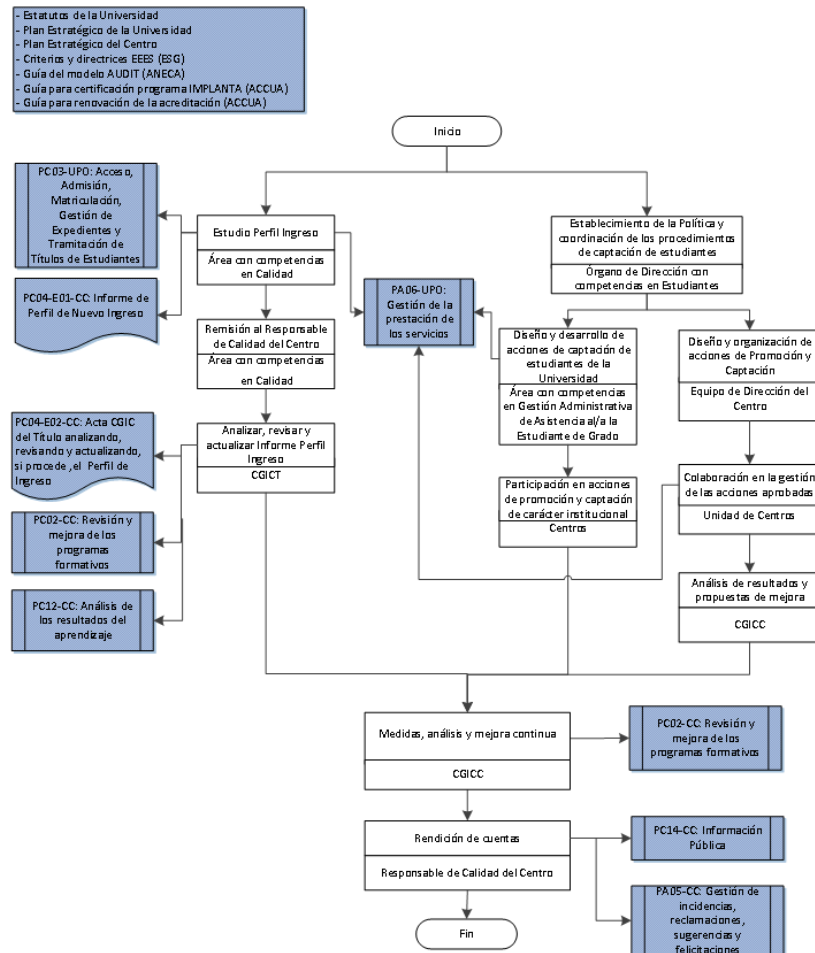 - Estatutos de la Universidad
- Plan Estratégico de la Universidad
- Plan Estratégico del Centro
- Criterios y directrices EEES (ESG)
- Guía del modelo AUDIT (ANECA)
- Guía para certificación programa IMPLANTA (ACCUA)
- Guía para renovación de la acreditación (ACCUA)
Inicio
PC03-UPO: Acceso,
Admisión,
Matriculación,
Gestión de
Expedientes y
Tramitación de
Títulos de Estudiantes
PC04-E01-CC: Informe de
Perfil de Nuevo Ingreso
Estudio Perfil Ingreso
Área con competencias
en Calidad
Remisión al Responsable
de Calidad del Centro
Área con competencias
en Calidad
PC04-E02-CC: Acta CGIC
del Título analizando,
revisando y actualizando,
si procede ,el Perfil de
Ingreso
Analizar, revisar y
actualizar Informe Perfil
Ingreso
CGICT
PC02-CC: Revisión y
mejora de los
programas
formativos
PC12-CC: Análisis de
los resultados del
aprendizaje
PA06-UPO:
Gestión de la
prestación de
los servicios
Establecimiento de la Política y
coordinación de los procedimientos
de captación de estudiantes
Órgano de Dirección con
competencias en Estudiantes
Diseño y desarrollo de
acciones de captación de
estudiantes de la
Universidad
Área con competencias
en Gestión Administrativa
de Asistencia al/a la
Estudiante de Grado
Participación en acciones
de promoción y captación
de carácter institucional
Centros
Diseño y organización de
acciones de Promoción y
Captación
Equipo de Dirección del
Centro
Colaboración en la gestión
de las acciones aprobadas
Unidad de Centros
Análisis de resultados y
propuestas de mejora
CGICC
Medidas, análisis y mejora continua
CGICC
PC02-CC: Revisión y
mejora de los
programas formativos
Rendición de cuentas
Responsable de Calidad del Centro
PC14-CC: Información
Pública
PA05-CC: Gestión de
incidencias,
reclamaciones,
sugerencias y
felicitaciones
Fin